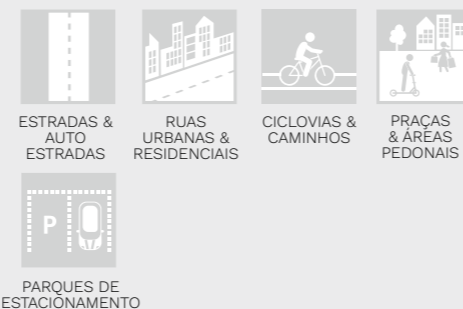 ESTRADAS &
AUTO
ESTRADAS
RUAS
URBANAS &
RESIDENCIAIS
CICLOVIAS &
CAMINHOS
PRAÇAS
& ÁREAS
PEDONAIS
P
PARQUES DE
ESTACIONAMENTO